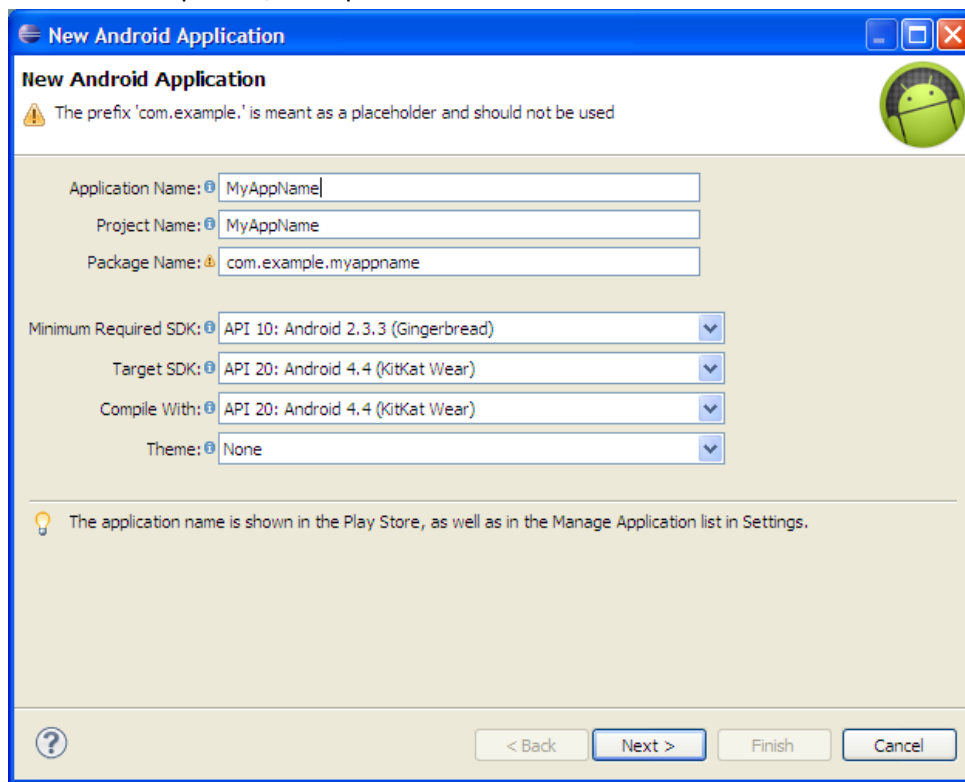 New Android Application
New Android Application
The prefix 'com.example.' is meant as a placeholder and should not be used
Application Name: MyAppName
Project Name: MyAppName
Package Name: com.example.myappname
Minimum Required SDK: API 10: Android 2.3.3 (Gingerbread)
Target SDK: API 20: Android 4.4 (KitKat Wear)
Compile With: API 20: Android 4.4 (KitKat Wear)
Theme: None
The application name is shown in the Play Store, as well as in the Manage Application list in Settings.
< Back Next > Finish Cancel